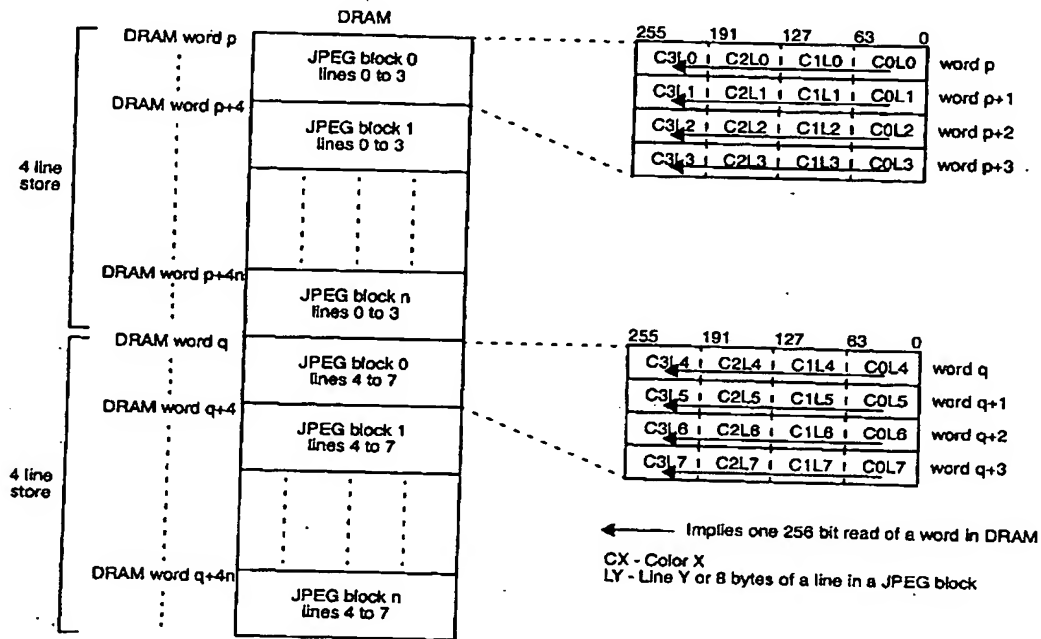 DRAM
DRAM word p
JPEG block 0
lines 0 to 3
DRAM word p+4
JPEG block 1
lines 0 to 3
4 line
store
DRAM word p+4n
JPEG block n
lines 0 to 3
DRAM word q
JPEG block 0
lines 4 to 7
DRAM word q+4
JPEG block 1
lines 4 to 7
4 line
store
DRAM word q+4n
JPEG block n
lines 4 to 7
255 191 127 63 0
C3L0 C2L0 C1L0 C0L0 word p
C3L1 C2L1 C1L1 C0L1 word p+1
C3L2 C2L2 C1L2 C0L2 word p+2
C3L3 C2L3 C1L3 C0L3 word p+3
255 191 127 63 0
C3L4 C2L4 C1L4 C0L4 word q
C3L5 C2L5 C1L5 C0L5 word q+1
C3L6 C2L6 C1L6 C0L6 word q+2
C3L7 C2L7 C1L7 C0L7 word q+3
Implies one 256 bit read of a word in DRAM
CX - Color X
LY - Line Y or 8 bytes of a line in a JPEG block